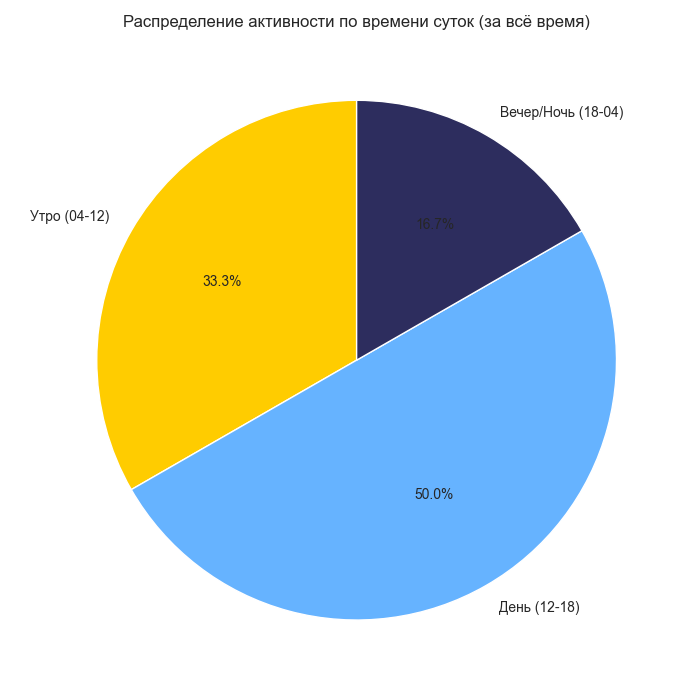 Распределение активности по времени суток (за всё время)
Вечер/Ночь (18-04)
Утро (04-12)
16.7%
33.3%
50.0%
День (12-18)